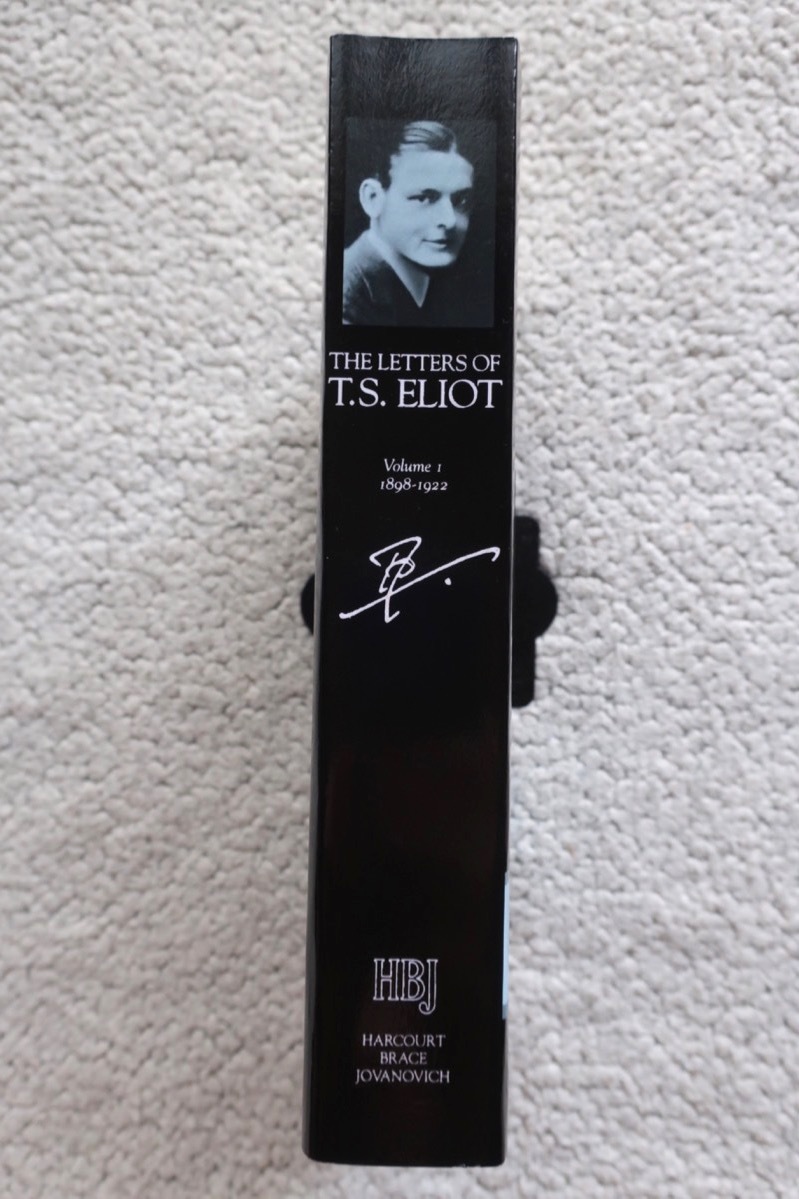 THE LETTERS OF
T.S. ELIOT
Volume 1
1898-1922
HBJ
HARCOURT
BRACE
JOVANOVICH